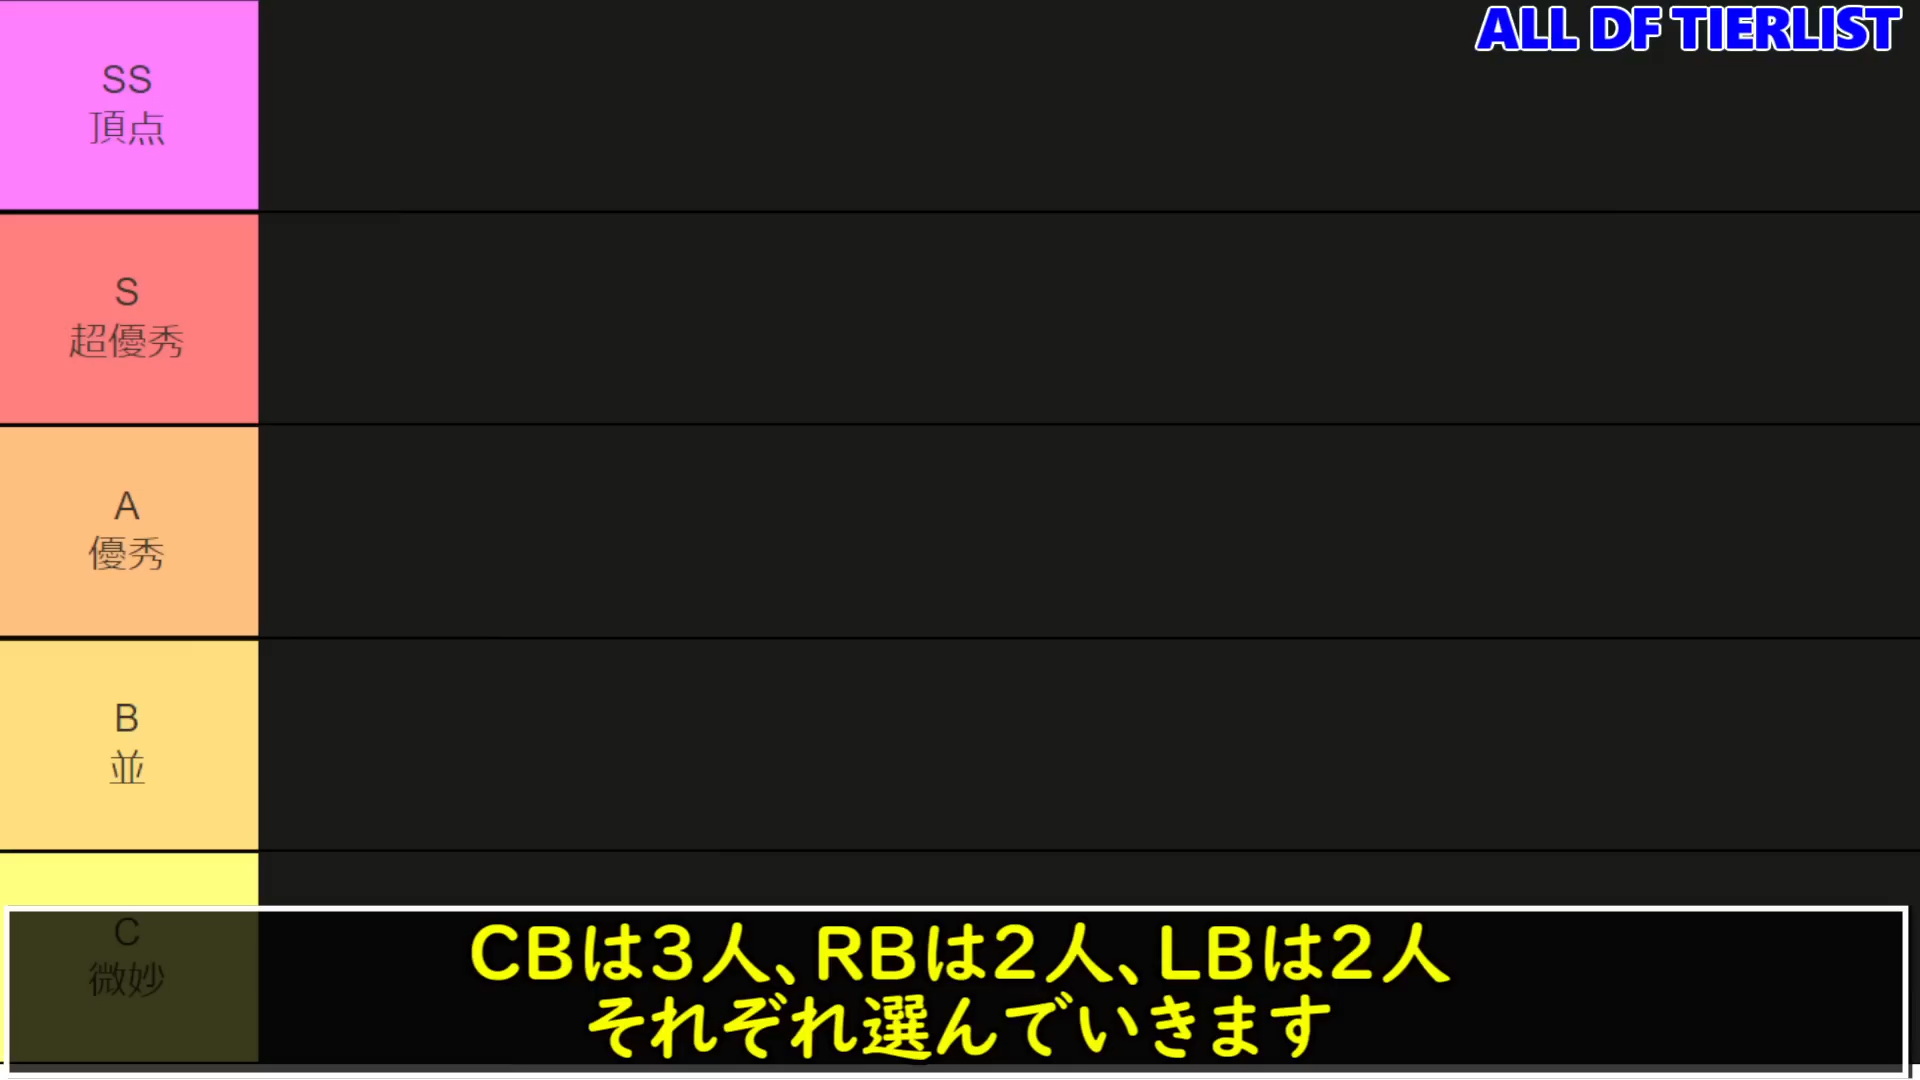 ALL DF TIERLIST
SS
頂点
S
超優秀
A
優秀
B
並
C
微妙
CBは3人、RBは2人、LBは2人
それぞれ選んでいきます